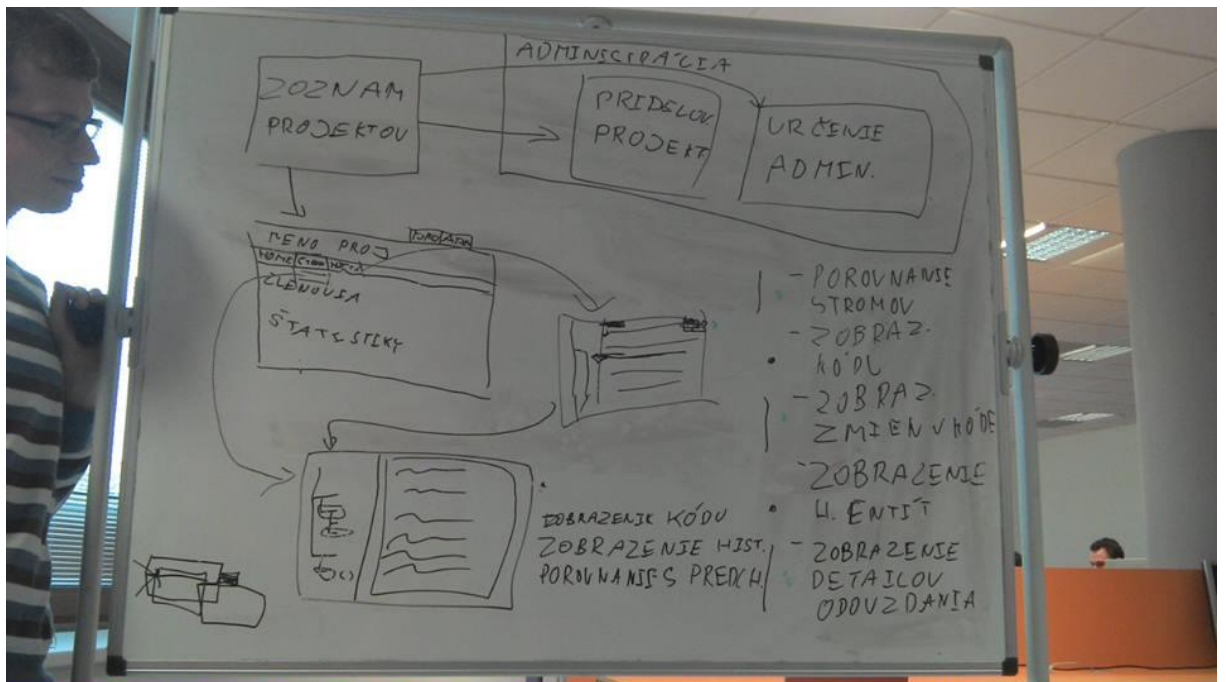 ADMINISTRÁCIA
ZOZNAM
PROJEKTOV
PRIDELOV.
PROJEKT
URČENIE
ADMIN.
MENO PROJ
HOME
ČLENOVIA
ŠTATISTIKY
- POROVNANIE
STROMOV
- ZOBRAZ.
KÓDU
- ZOBRAZ.
ZMIEN V KÓDE
- ZOBRAZENIE
H. ENTÍT
- ZOBRAZENIE
DETAILOV
ODOVZDANIA
ZOBRAZENIE KÓDU
ZOBRAZENIE HIST.
POROVNANIE S PREDCH.